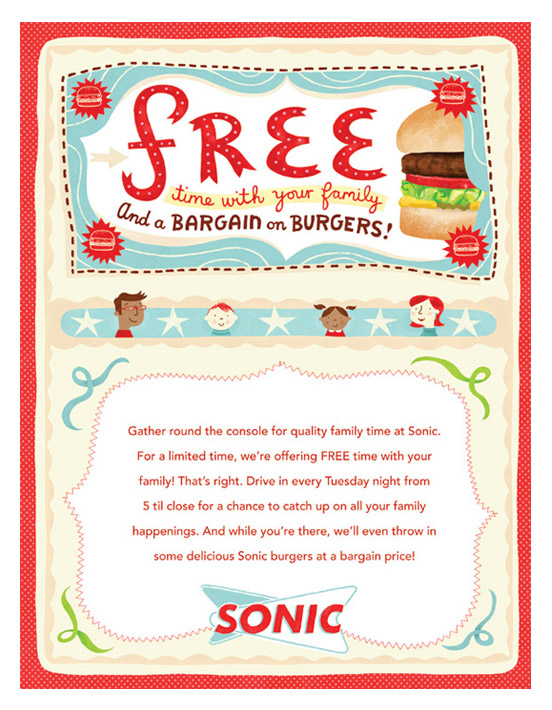 FREE
time with your family
And a BARGAIN on BURGERS!
Gather round the console for quality family time at Sonic.
For a limited time, we're offering FREE time with your
family! That's right. Drive in every Tuesday night from
5 til close for a chance to catch up on all your family
happenings. And while you're there, we'll even throw in
some delicious Sonic burgers at a bargain price!
SONIC